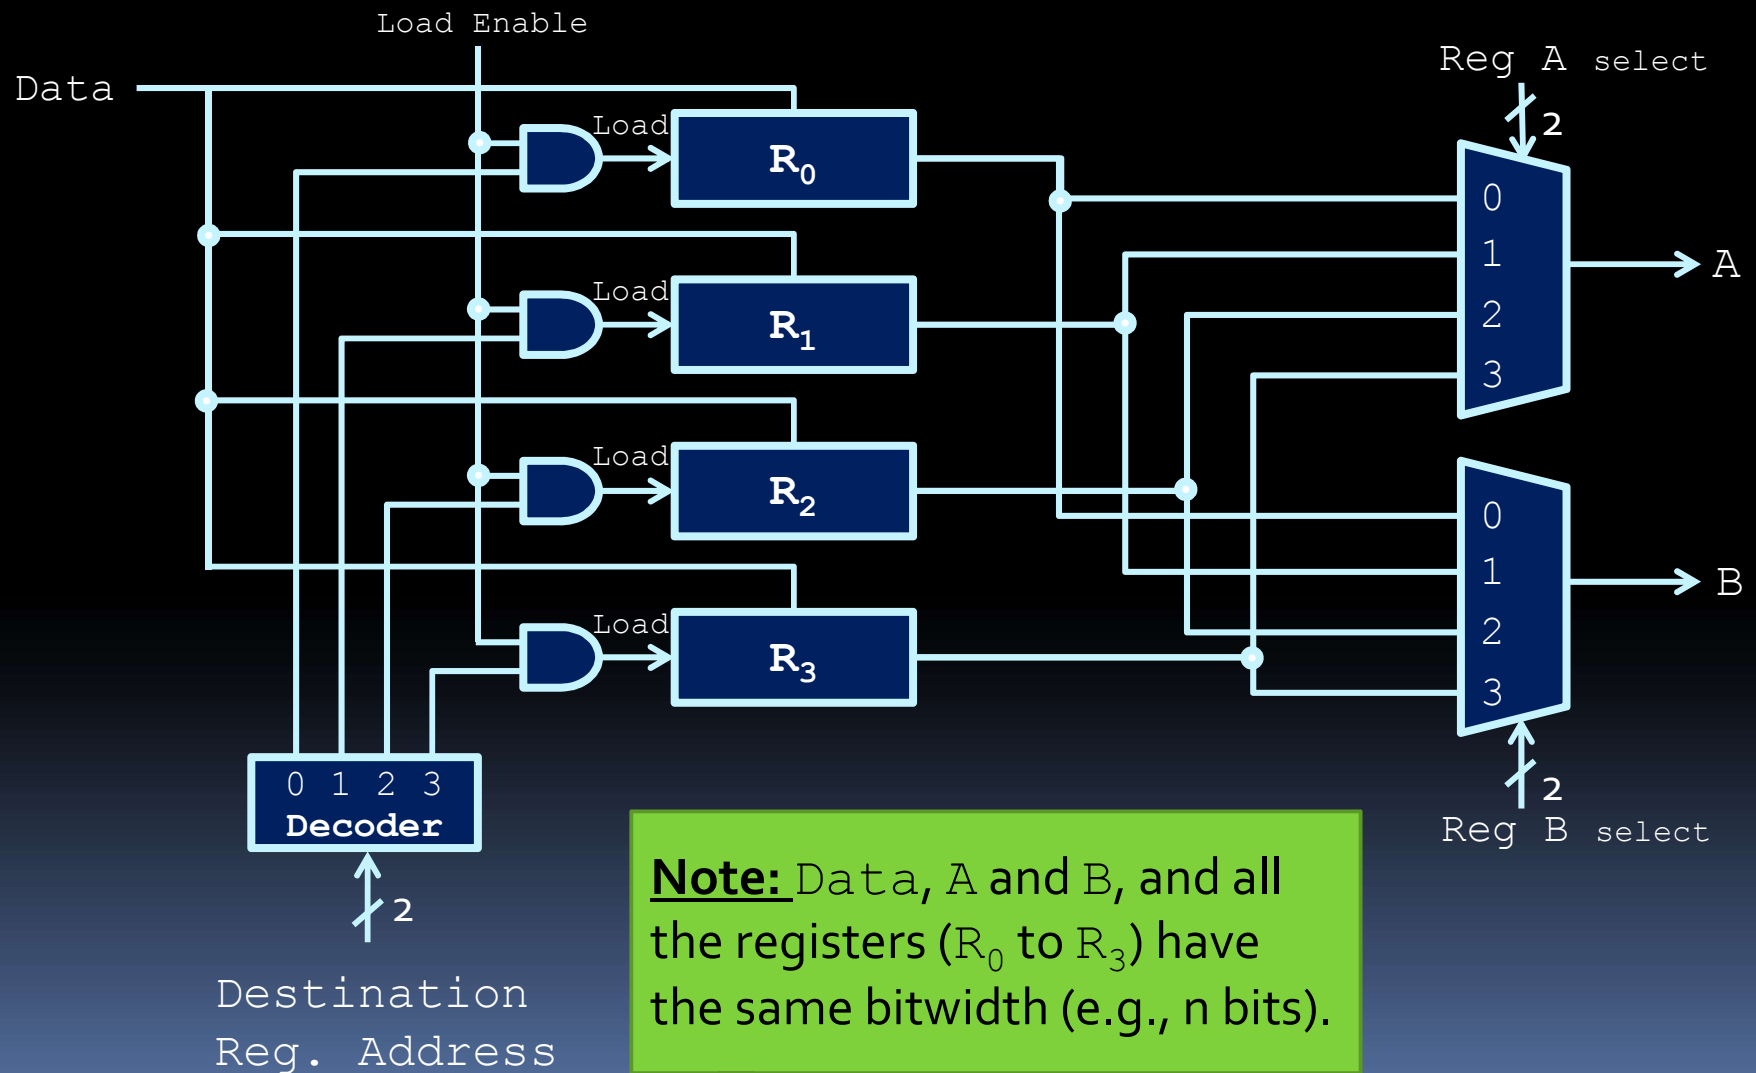 Load Enable
Data
Reg A select
2
Load
R0
0
1
2
3
A
Load
R1
Load
R2
0
1
2
3
B
Load
R3
2
Reg B select
0 1 2 3
Decoder
2
Destination
Reg. Address
Note: Data, A and B, and all
the registers (R0 to R3) have
the same bitwidth (e.g., n bits).